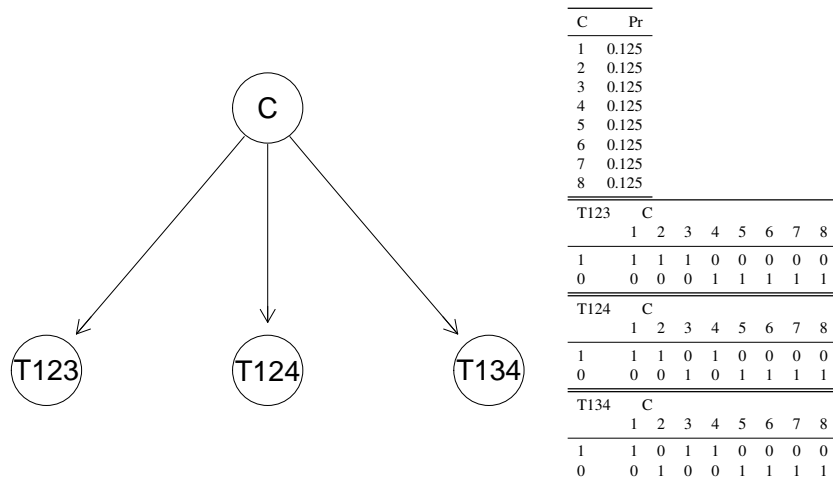 C
T123
T124
T134
C Pr
1 0.125
2 0.125
3 0.125
4 0.125
5 0.125
6 0.125
7 0.125
8 0.125
T123 C
1 2 3 4 5 6 7 8
1 1 1 1 0 0 0 0 0
0 0 0 0 1 1 1 1 1
T124 C
1 2 3 4 5 6 7 8
1 1 1 0 1 0 0 0 0
0 0 0 1 0 1 1 1 1
T134 C
1 2 3 4 5 6 7 8
1 1 0 1 1 0 0 0 0
0 0 1 0 0 1 1 1 1